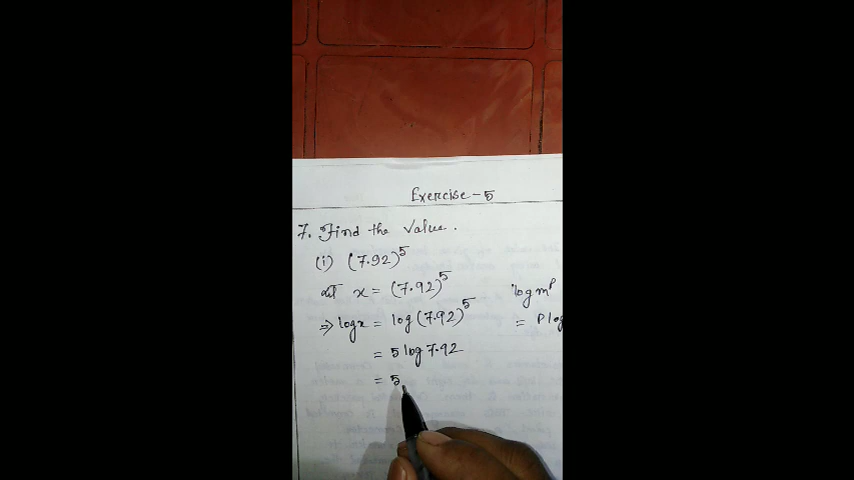 Exercise - 5
7. Find the value.
(i) (7.92)^5
let x = (7.92)^5
log m^p
⇒ log x = log (7.92)^5
= p log
= 5 log 7.92
= 5